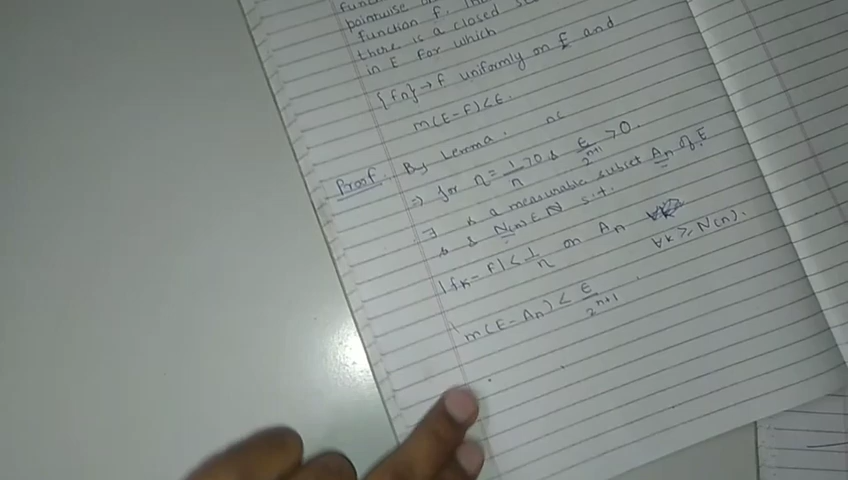 pointwise
function f.
there is a closed
in E for which
{fn} → f uniformly on F and
m(E-F) < ε.
Proof. By Lemma. nc
⇒ for η = 1/n > 0 & ε/2^(n+1) > 0.
∃ a measurable subset An of E
& N(n) ∈ N s.t.
|fk - f| < 1/n on An ∀k ≥ N(n).
m(E - An) < ε/2^(n+1)